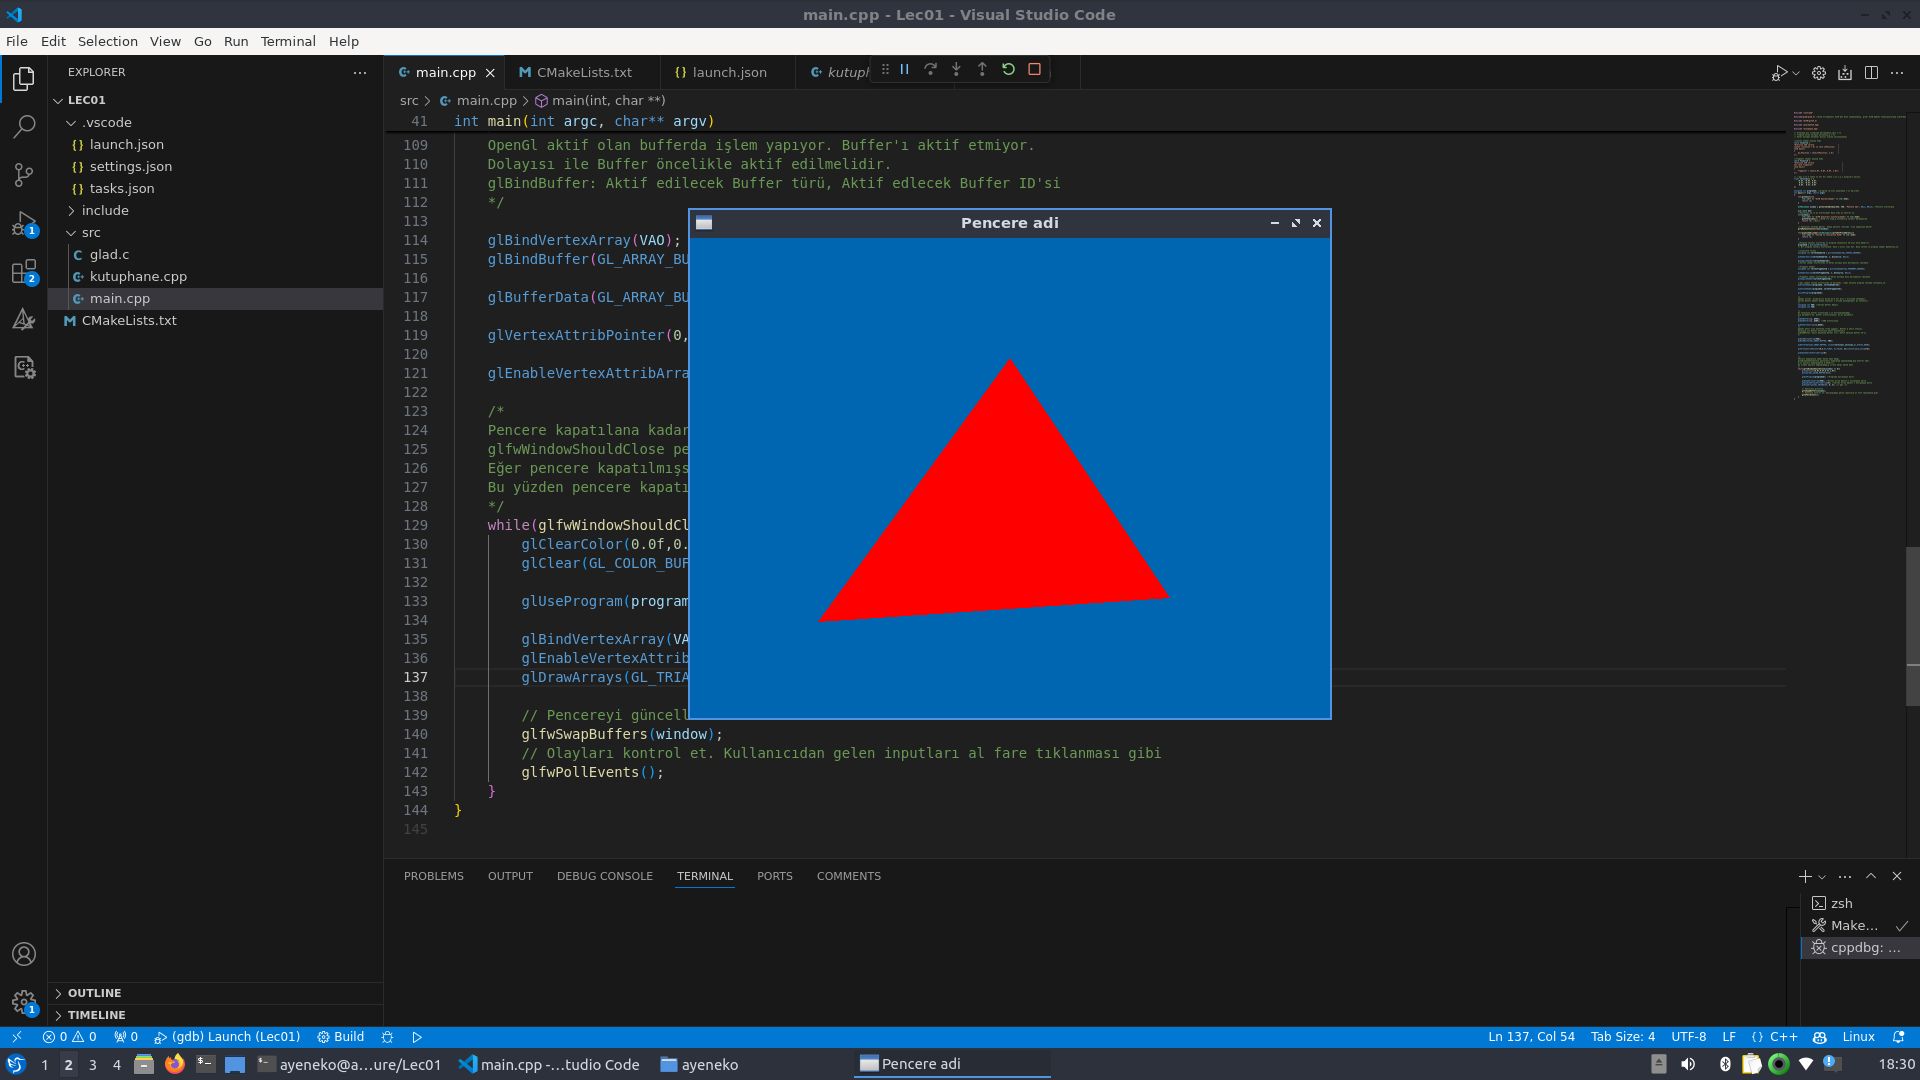 main.cpp - Lec01 - Visual Studio Code
File Edit Selection View Go Run Terminal Help
EXPLORER
LEC01
.vscode
launch.json
settings.json
tasks.json
include
src
glad.c
kutuphane.cpp
main.cpp
CMakeLists.txt
OUTLINE
TIMELINE
1
2
1
main.cpp CMakeLists.txt launch.json kutuph
src > main.cpp > main(int, char **)
41 int main(int argc, char** argv)
109 OpenGl aktif olan bufferda işlem yapıyor. Buffer'ı aktif etmiyor.
110 Dolayısı ile Buffer öncelikle aktif edilmelidir.
111 glBindBuffer: Aktif edilecek Buffer türü, Aktif edlecek Buffer ID'si
112 */
113
114 glBindVertexArray(VAO);
115 glBindBuffer(GL_ARRAY_BU
116
117 glBufferData(GL_ARRAY_BU
118
119 glVertexAttribPointer(0,
120
121 glEnableVertexAttribArra
122
123 /*
124 Pencere kapatılana kadar
125 glfwWindowShouldClose pe
126 Eğer pencere kapatılmışs
127 Bu yüzden pencere kapatı
128 */
129 while(glfwWindowShouldCl
130 glClearColor(0.0f,0.
131 glClear(GL_COLOR_BUF
132
133 glUseProgram(program
134
135 glBindVertexArray(VA
136 glEnableVertexAttrib
137 glDrawArrays(GL_TRIA
138
139 // Pencereyi güncell
140 glfwSwapBuffers(window);
141 // Olayları kontrol et. Kullanıcıdan gelen inputları al fare tıklanması gibi
142 glfwPollEvents();
143 }
144 }
145
Pencere adi
PROBLEMS OUTPUT DEBUG CONSOLE TERMINAL PORTS COMMENTS
zsh
Make...
cppdbg: ...
0 0 0 (gdb) Launch (Lec01) Build Ln 137, Col 54 Tab Size: 4 UTF-8 LF {} C++ Linux
1 2 3 4 ayeneko@a...ure/Lec01 main.cpp -...tudio Code ayeneko Pencere adi 18:30